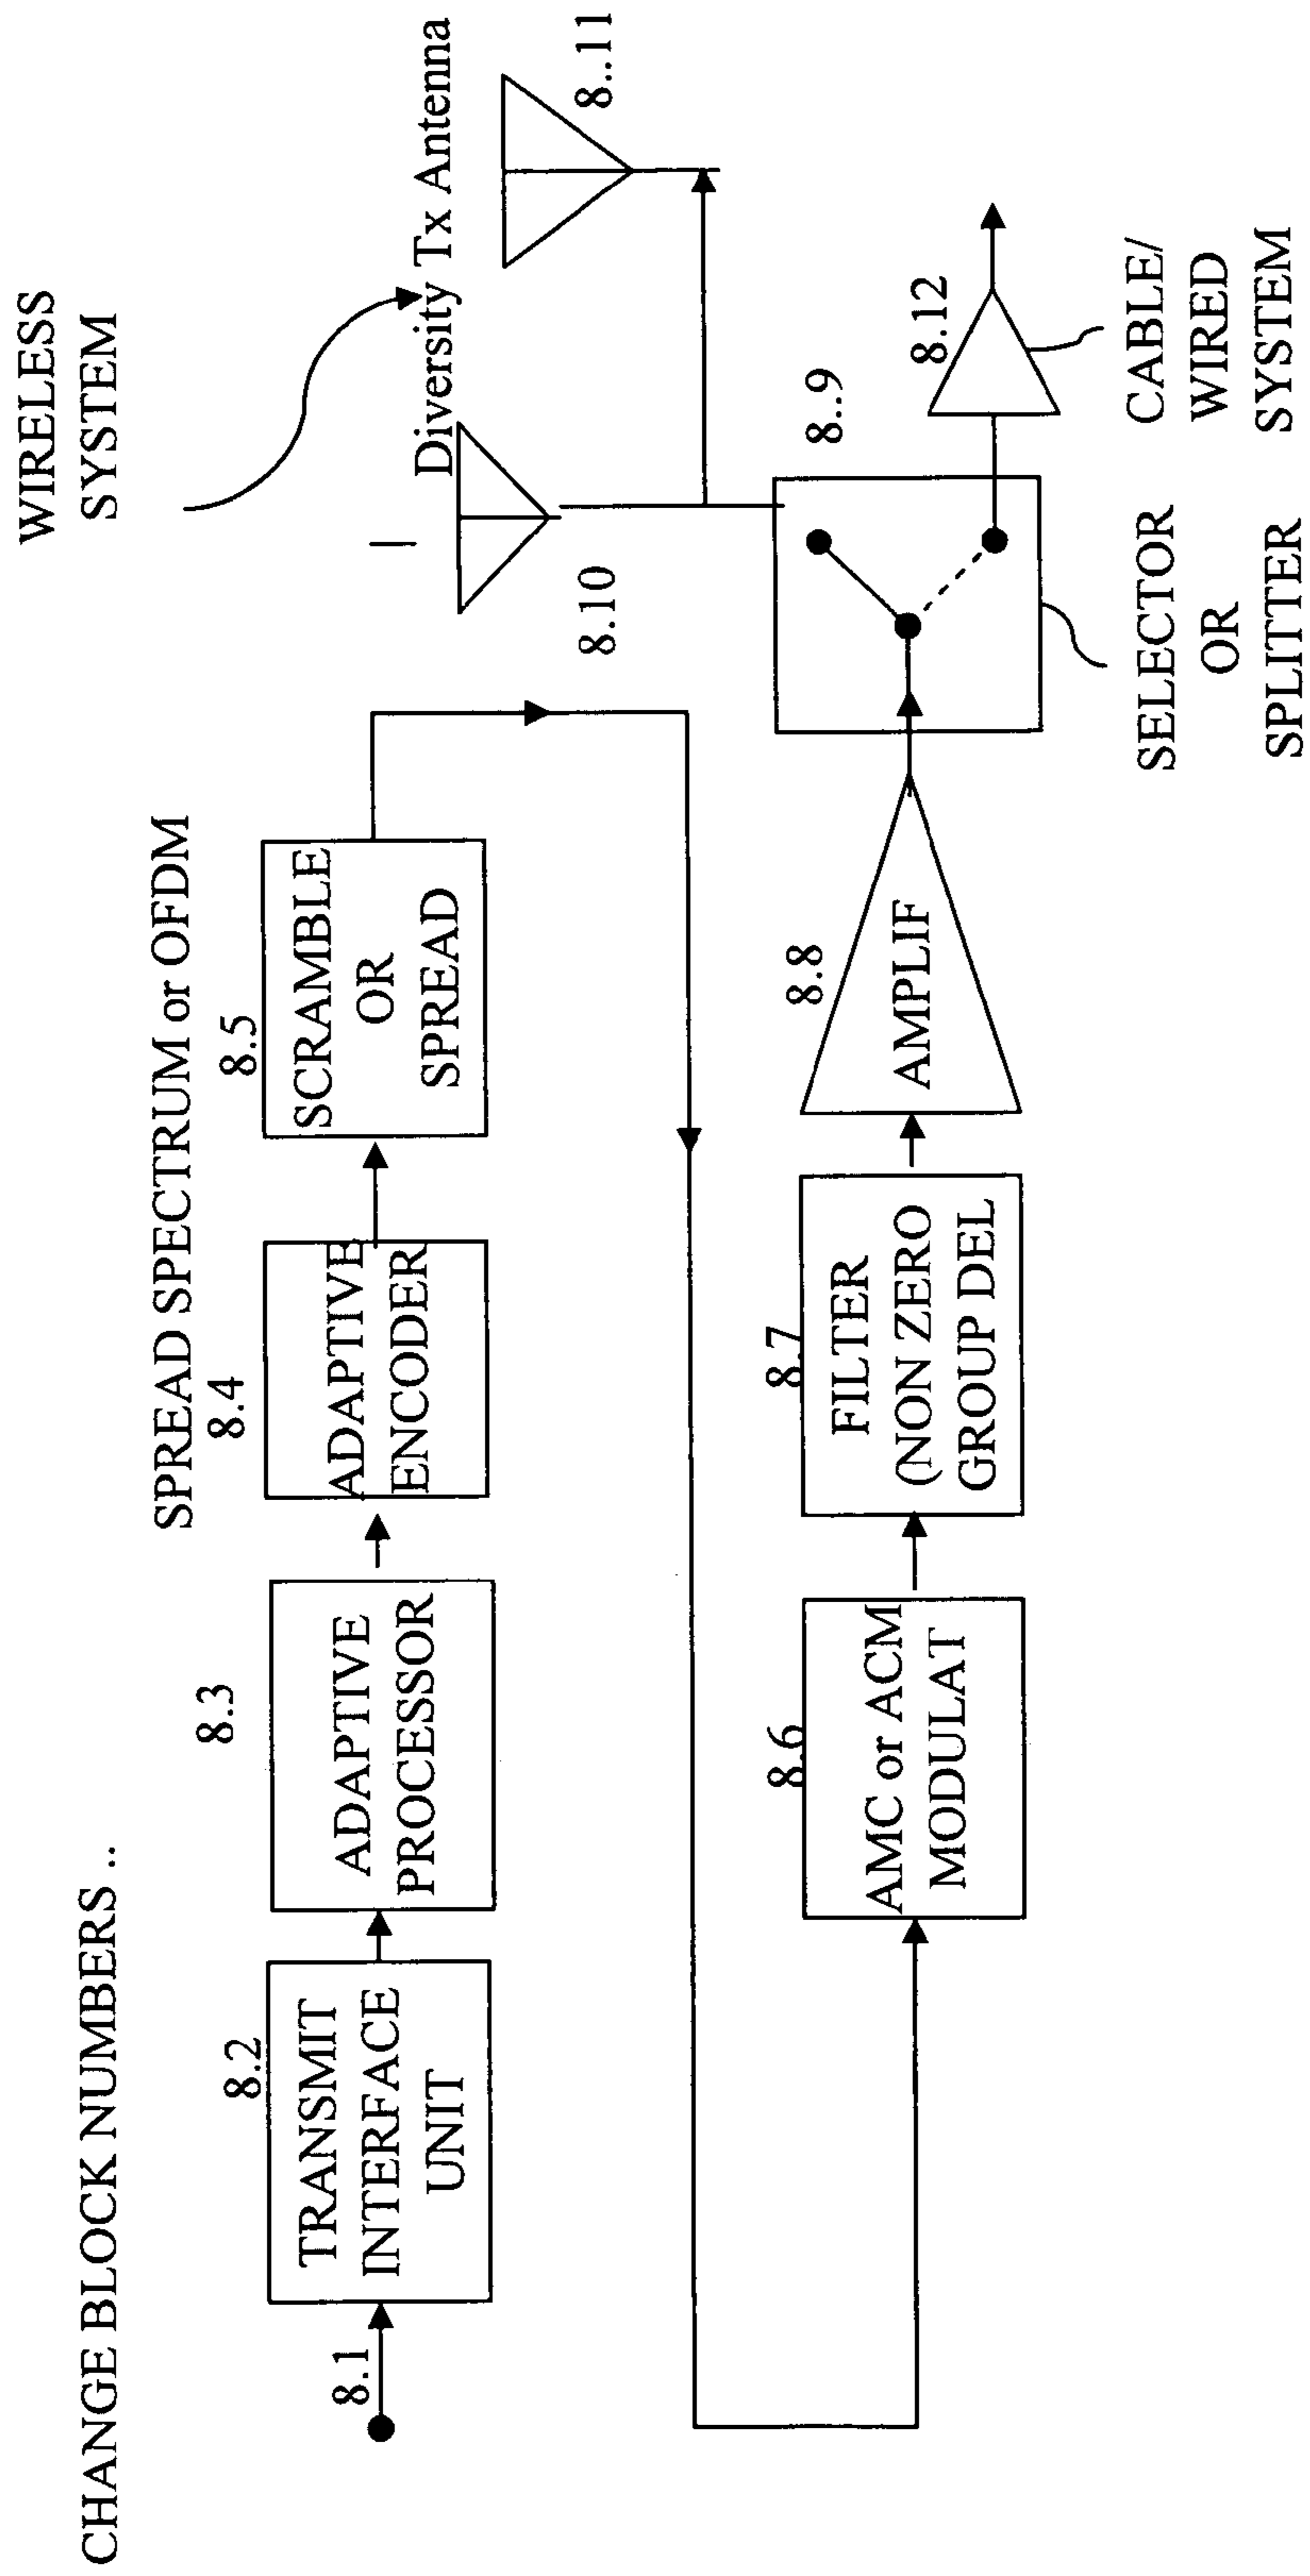 CHANGE BLOCK NUMBERS ..
WIRELESS
SYSTEM
SPREAD SPECTRUM or OFDM
Diversity Tx Antenna
8.1
8.2
TRANSMIT
INTERFACE
UNIT
8.3
ADAPTIVE
PROCESSOR
8.4
ADAPTIVE
ENCODER
8.5
SCRAMBLE
OR
SPREAD
8.10
8..11
8.6
AMC or ACM
MODULAT
8.7
FILTER
(NON ZERO
GROUP DEL
8.8
AMPLIF
8..9
8.12
SELECTOR
OR
SPLITTER
CABLE/
WIRED
SYSTEM